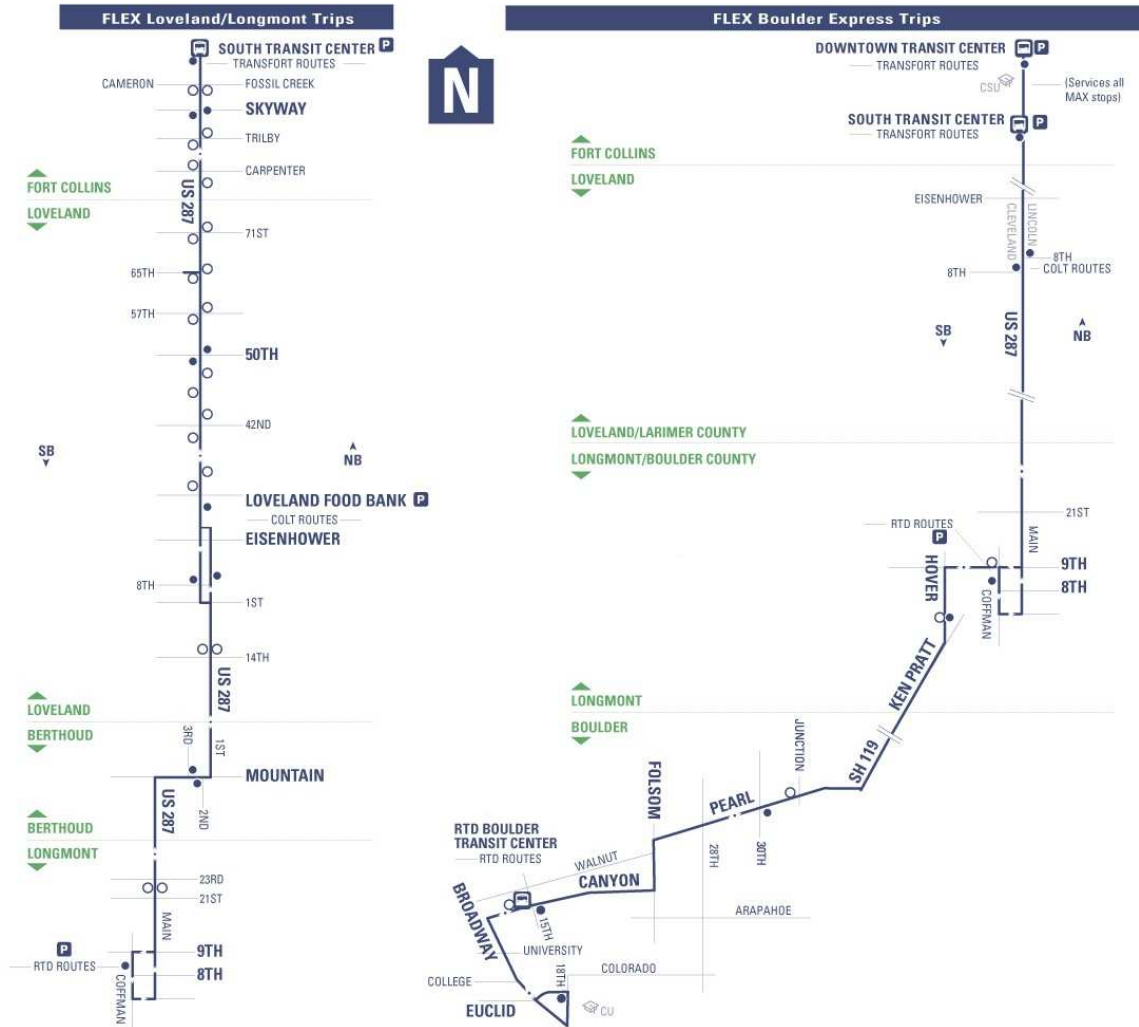 FLEX Loveland/Longmont Trips
SOUTH TRANSIT CENTER P
TRANSFORT ROUTES
CAMERON
FOSSIL CREEK
SKYWAY
TRILBY
CARPENTER
FORT COLLINS
LOVELAND
US 287
71ST
65TH
57TH
50TH
42ND
SB
NB
LOVELAND FOOD BANK P
COLT ROUTES
EISENHOWER
8TH
1ST
14TH
US 287
LOVELAND
BERTHOUD
3RD
1ST
MOUNTAIN
US 287
2ND
BERTHOUD
LONGMONT
23RD
21ST
MAIN
P
9TH
RTD ROUTES
8TH
COFFMAN
N
FLEX Boulder Express Trips
DOWNTOWN TRANSIT CENTER P
TRANSFORT ROUTES
CSU
(Services all
MAX stops)
SOUTH TRANSIT CENTER P
TRANSFORT ROUTES
FORT COLLINS
LOVELAND
EISENHOWER
CLEVELAND
LINCOLN
8TH
COLT ROUTES
8TH
US 287
SB
NB
LOVELAND/LARIMER COUNTY
LONGMONT/BOULDER COUNTY
21ST
RTD ROUTES
MAIN
P
HOVER
9TH
8TH
COFFMAN
KEN PRATT
LONGMONT
BOULDER
SH 119
JUNCTION
FOLSOM
PEARL
28TH
30TH
RTD BOULDER
TRANSIT CENTER
RTD ROUTES
WALNUT
CANYON
BROADWAY
15TH
ARAPAHOE
UNIVERSITY
COLORADO
18TH
COLLEGE
EUCLID
CU